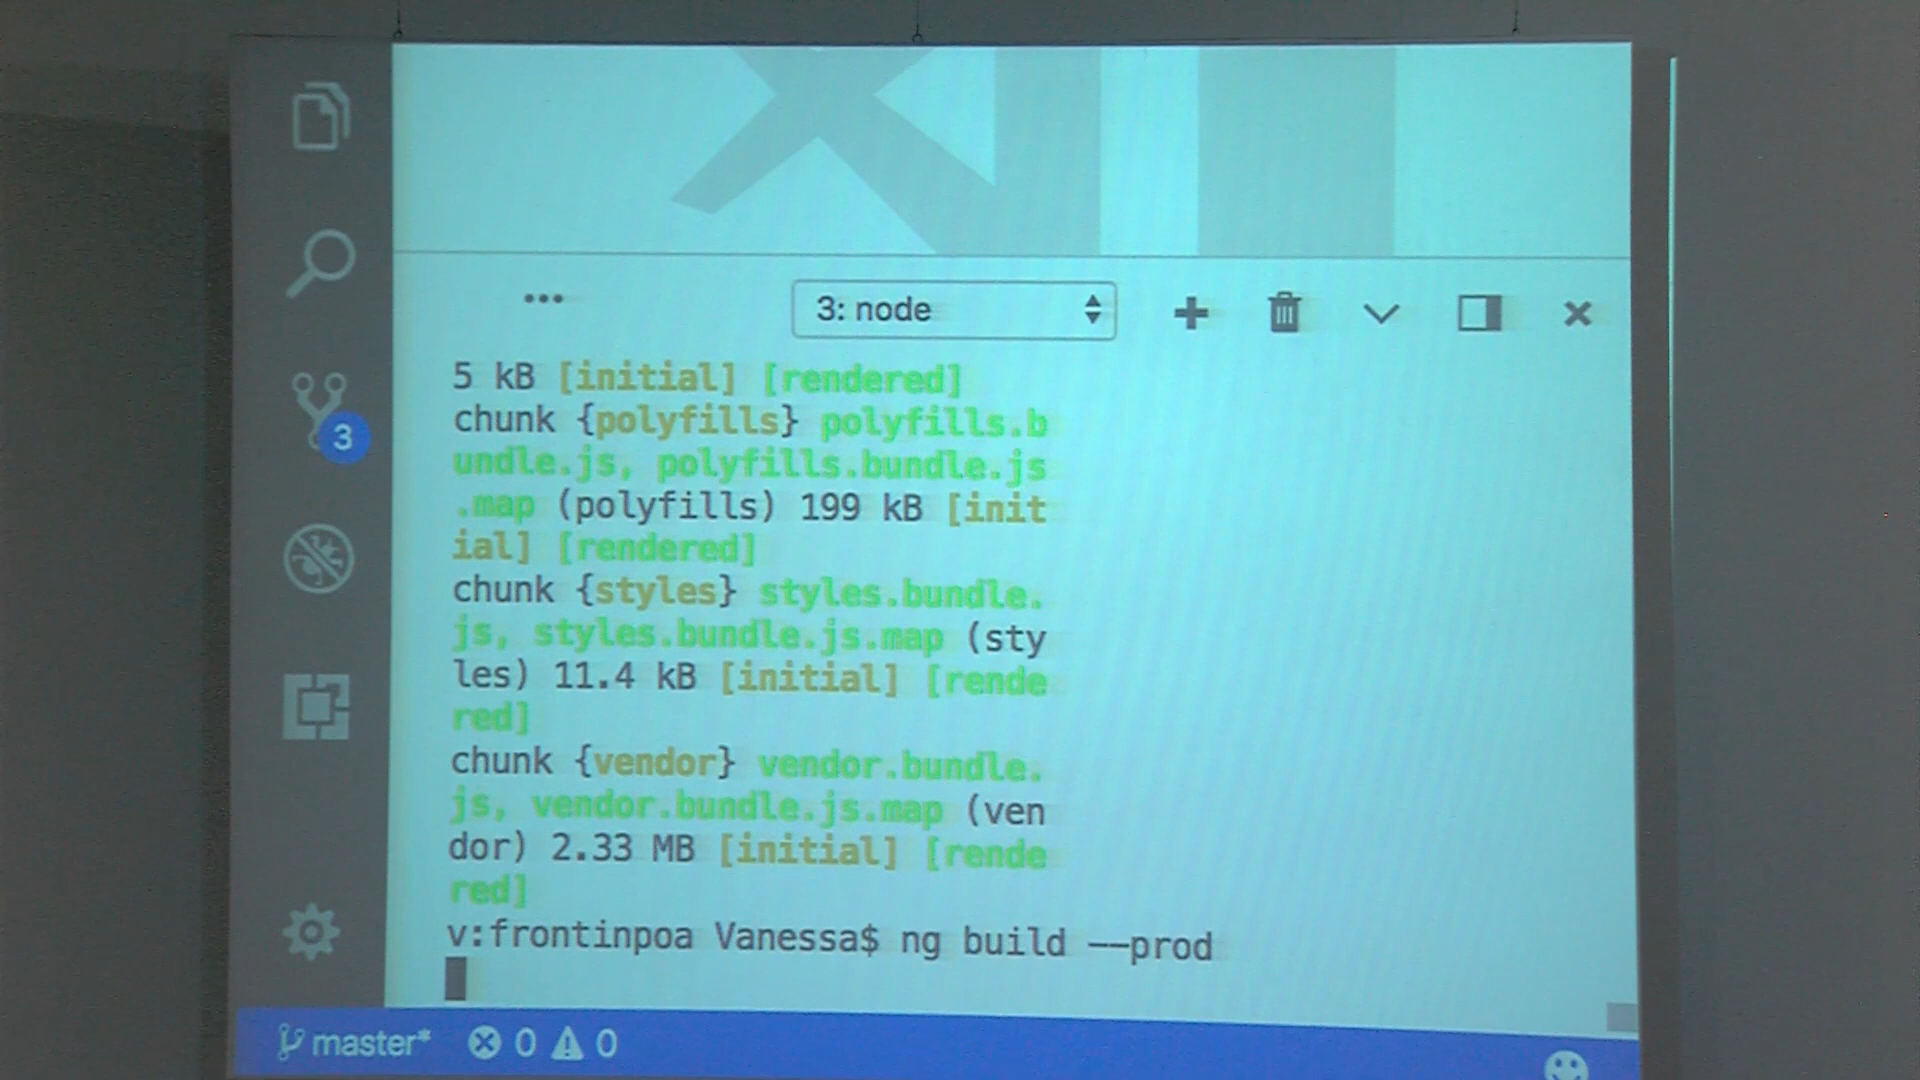 3: node
5 kB [initial] [rendered]
chunk {polyfills} polyfills.b
undle.js, polyfills.bundle.js
.map (polyfills) 199 kB [init
ial] [rendered]
chunk {styles} styles.bundle.
js, styles.bundle.js.map (sty
les) 11.4 kB [initial] [rende
red]
chunk {vendor} vendor.bundle.
js, vendor.bundle.js.map (ven
dor) 2.33 MB [initial] [rende
red]
v:frontinpoa Vanessa$ ng build --prod
3
master* 0 0